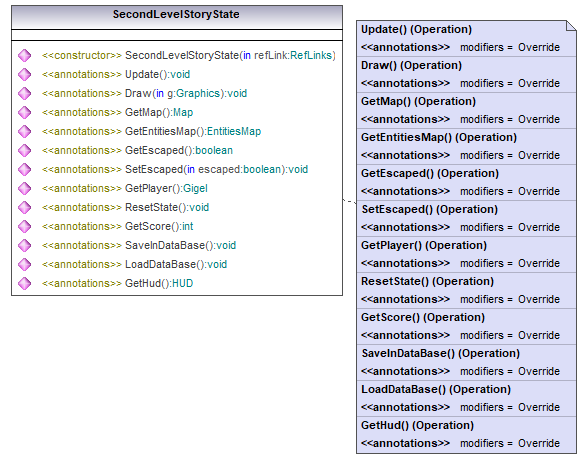 SecondLevelStoryState
<<constructor>> SecondLevelStoryState(in refLink:RefLinks)
<<annotations>> Update():void
<<annotations>> Draw(in g:Graphics):void
<<annotations>> GetMap():Map
<<annotations>> GetEntitiesMap():EntitiesMap
<<annotations>> GetEscaped():boolean
<<annotations>> SetEscaped(in escaped:boolean):void
<<annotations>> GetPlayer():Gigel
<<annotations>> ResetState():void
<<annotations>> GetScore():int
<<annotations>> SaveInDataBase():void
<<annotations>> LoadDataBase():void
<<annotations>> GetHud():HUD
Update() (Operation)
<<annotations>> modifiers = Override
Draw() (Operation)
<<annotations>> modifiers = Override
GetMap() (Operation)
<<annotations>> modifiers = Override
GetEntitiesMap() (Operation)
<<annotations>> modifiers = Override
GetEscaped() (Operation)
<<annotations>> modifiers = Override
SetEscaped() (Operation)
<<annotations>> modifiers = Override
GetPlayer() (Operation)
<<annotations>> modifiers = Override
ResetState() (Operation)
<<annotations>> modifiers = Override
GetScore() (Operation)
<<annotations>> modifiers = Override
SaveInDataBase() (Operation)
<<annotations>> modifiers = Override
LoadDataBase() (Operation)
<<annotations>> modifiers = Override
GetHud() (Operation)
<<annotations>> modifiers = Override